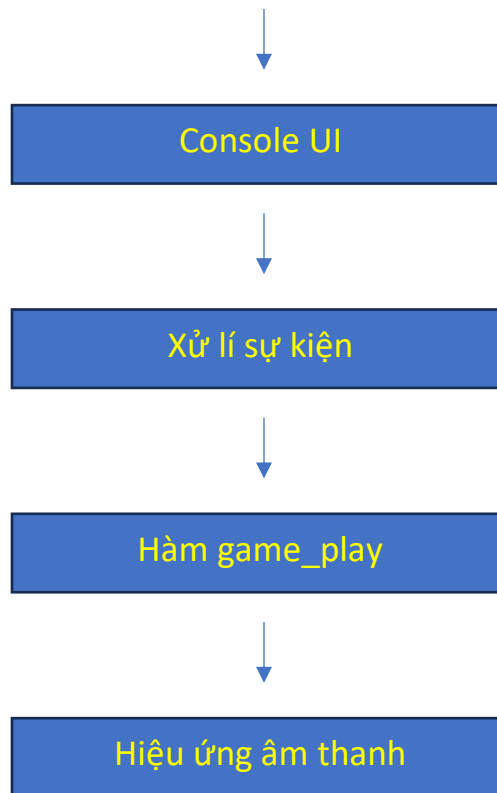 Console UI
Xử lí sự kiện
Hàm game_play
Hiệu ứng âm thanh